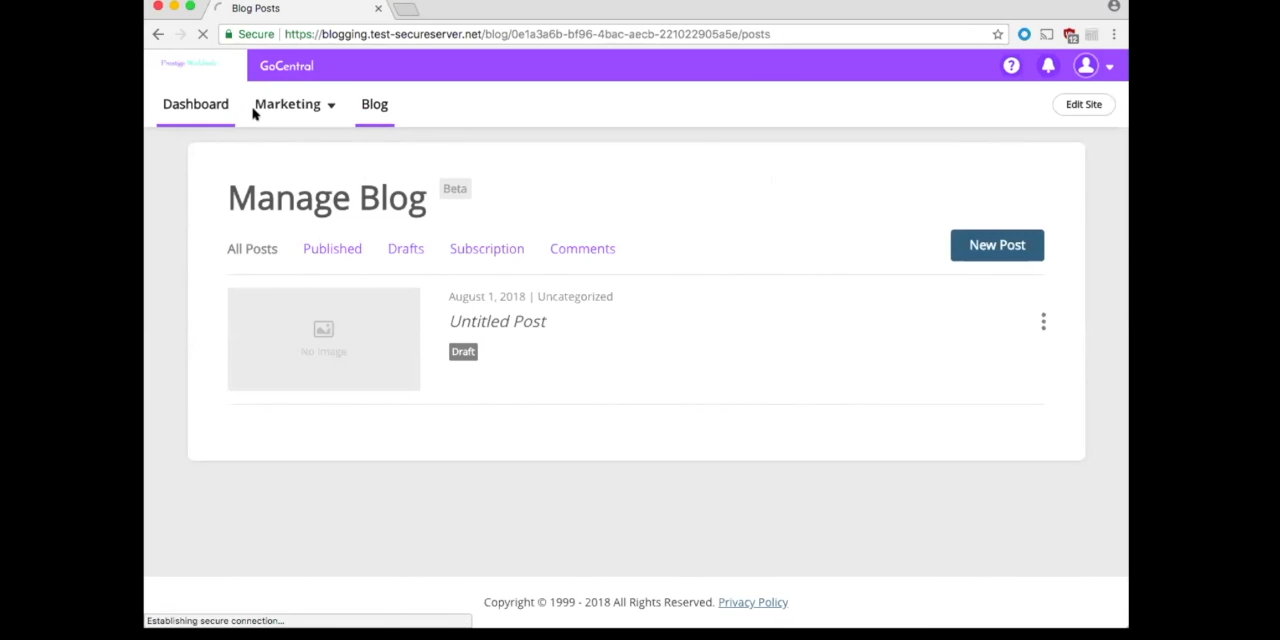 Blog Posts
Secure | https://blogging.test-secureserver.net/blog/0e1a3a6b-bf96-4bac-aecb-221022905a5e/posts
12
GoCentral
?
Dashboard Marketing Blog Edit Site
Manage Blog Beta
All Posts Published Drafts Subscription Comments New Post
August 1, 2018 | Uncategorized
Untitled Post
No Image
Draft
Copyright © 1999 - 2018 All Rights Reserved. Privacy Policy
Establishing secure connection...